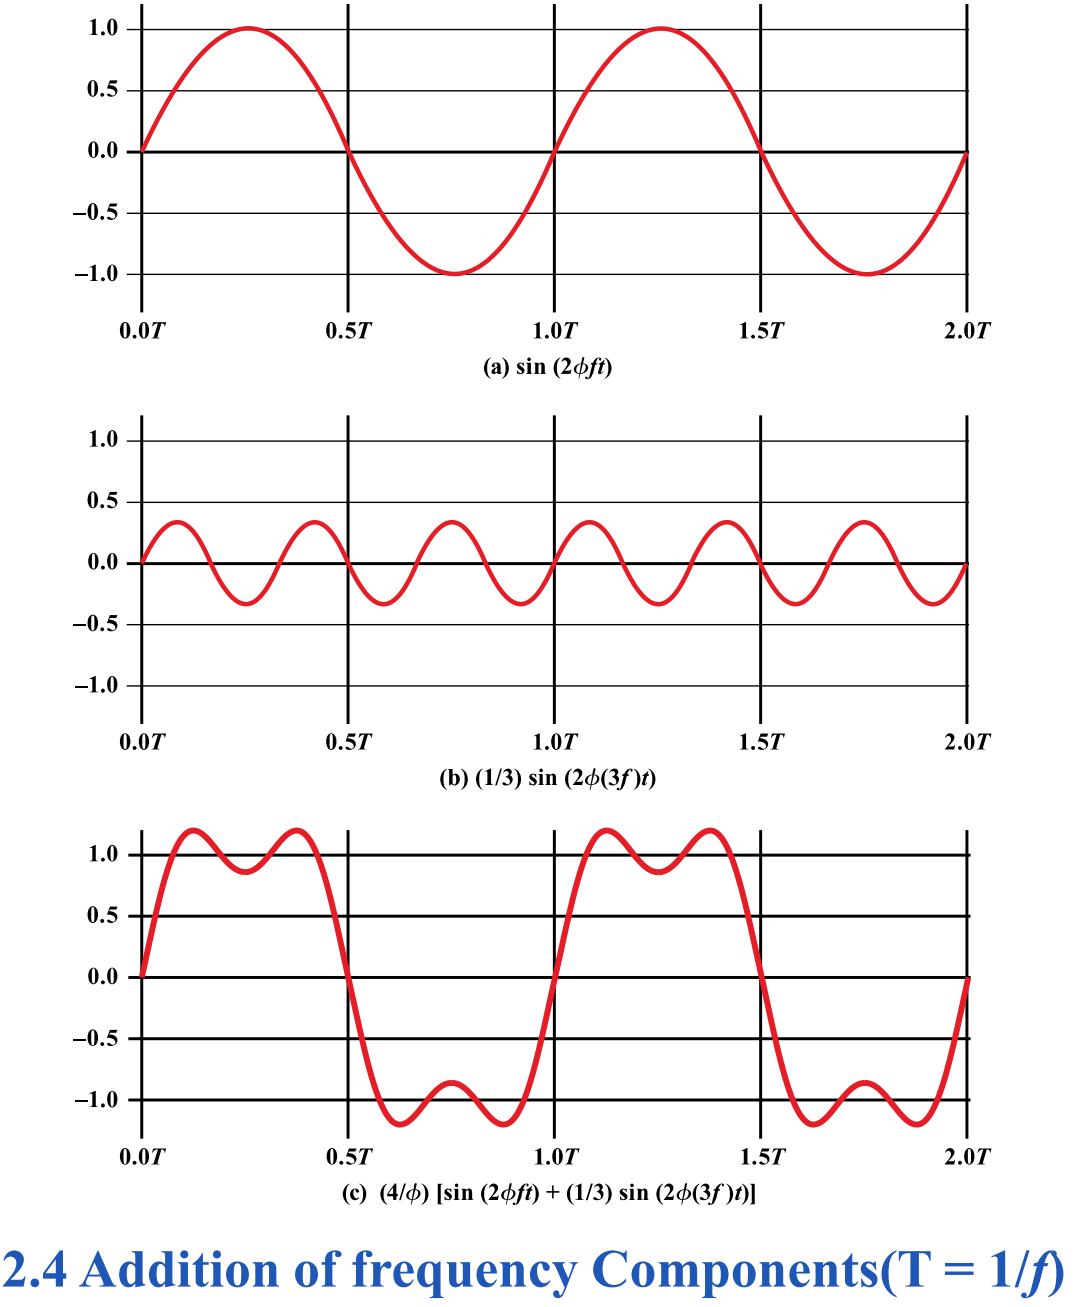 1.0
0.5
0.0
–0.5
–1.0
0.0T 0.5T 1.0T 1.5T 2.0T
(a) sin (2ϕft)
1.0
0.5
0.0
–0.5
–1.0
0.0T 0.5T 1.0T 1.5T 2.0T
(b) (1/3) sin (2ϕ(3f)t)
1.0
0.5
0.0
–0.5
–1.0
0.0T 0.5T 1.0T 1.5T 2.0T
(c) (4/ϕ) [sin (2ϕft) + (1/3) sin (2ϕ(3f)t)]
2.4 Addition of frequency Components(T = 1/f)